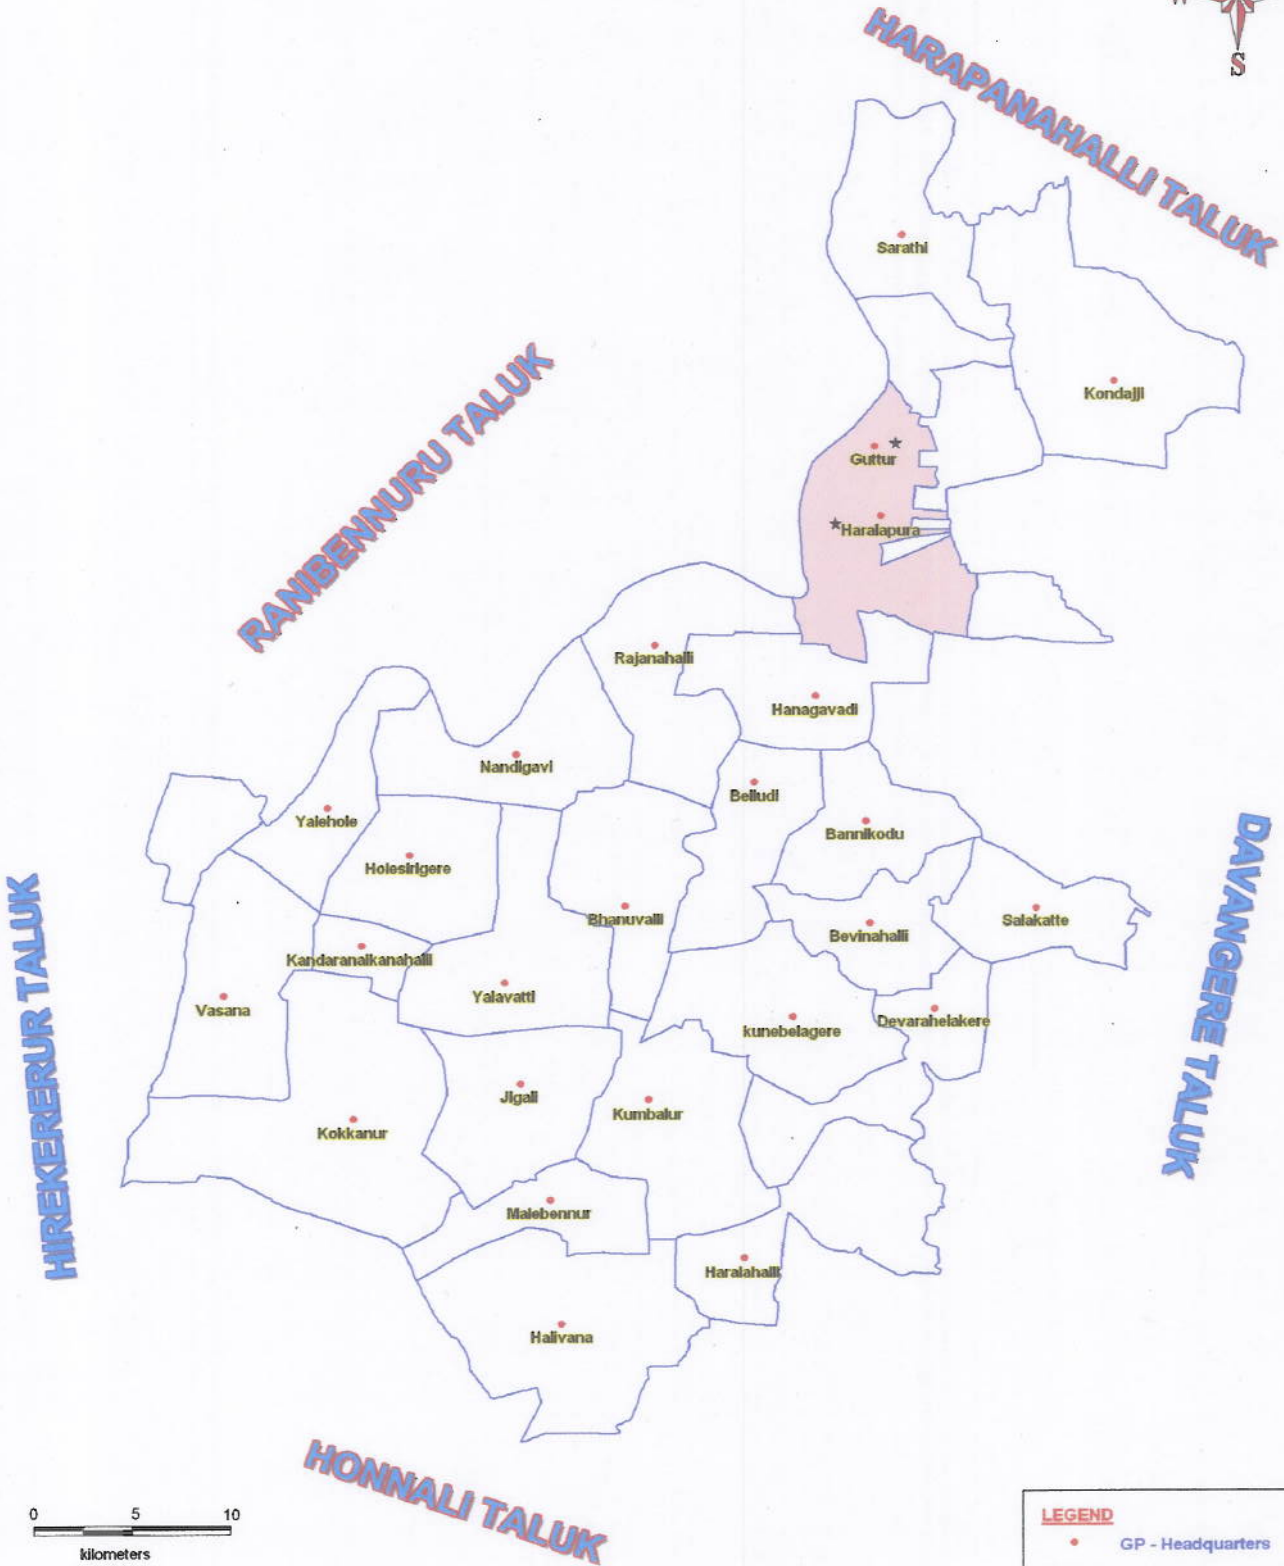 S
HARAPANAHALLI TALUK
Sarathi
Kondajji
RANIBENNURU TALUK
Guttur
Haralapura
Rajanahalli
Hanagavadi
Nandigavi
Belludi
Yalehole
Bannikodu
DAVANGERE TALUK
Holesirigere
HIREKERERUR TALUK
Bhanuvalli
Salakatte
Bevinahalli
Kandaranaikanahalli
Yalavatti
Vasana
kunebelagere
Devarahelakere
Jigali
Kumbalur
Kokkanur
Malebennur
Haralahalli
Halivana
HONNALI TALUK
0 5 10
kilometers
LEGEND
GP - Headquarters